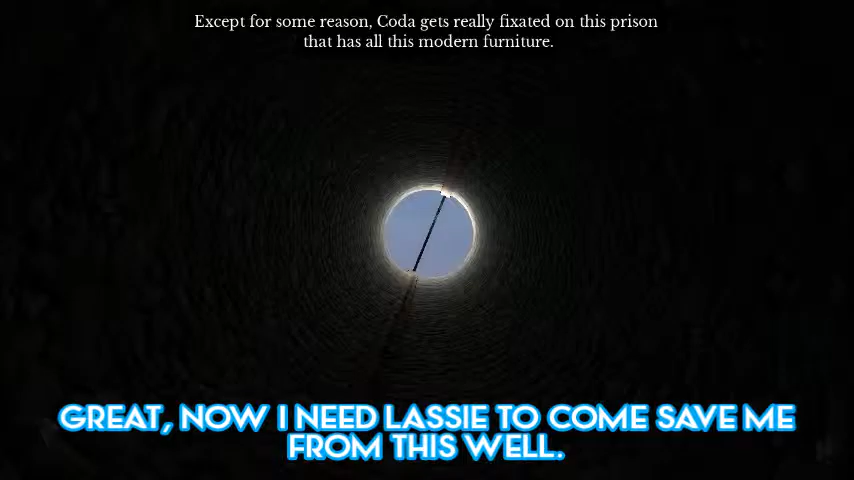 Except for some reason, Coda gets really fixated on this prison
that has all this modern furniture.
GREAT, NOW I NEED LASSIE TO COME SAVE ME
FROM THIS WELL.